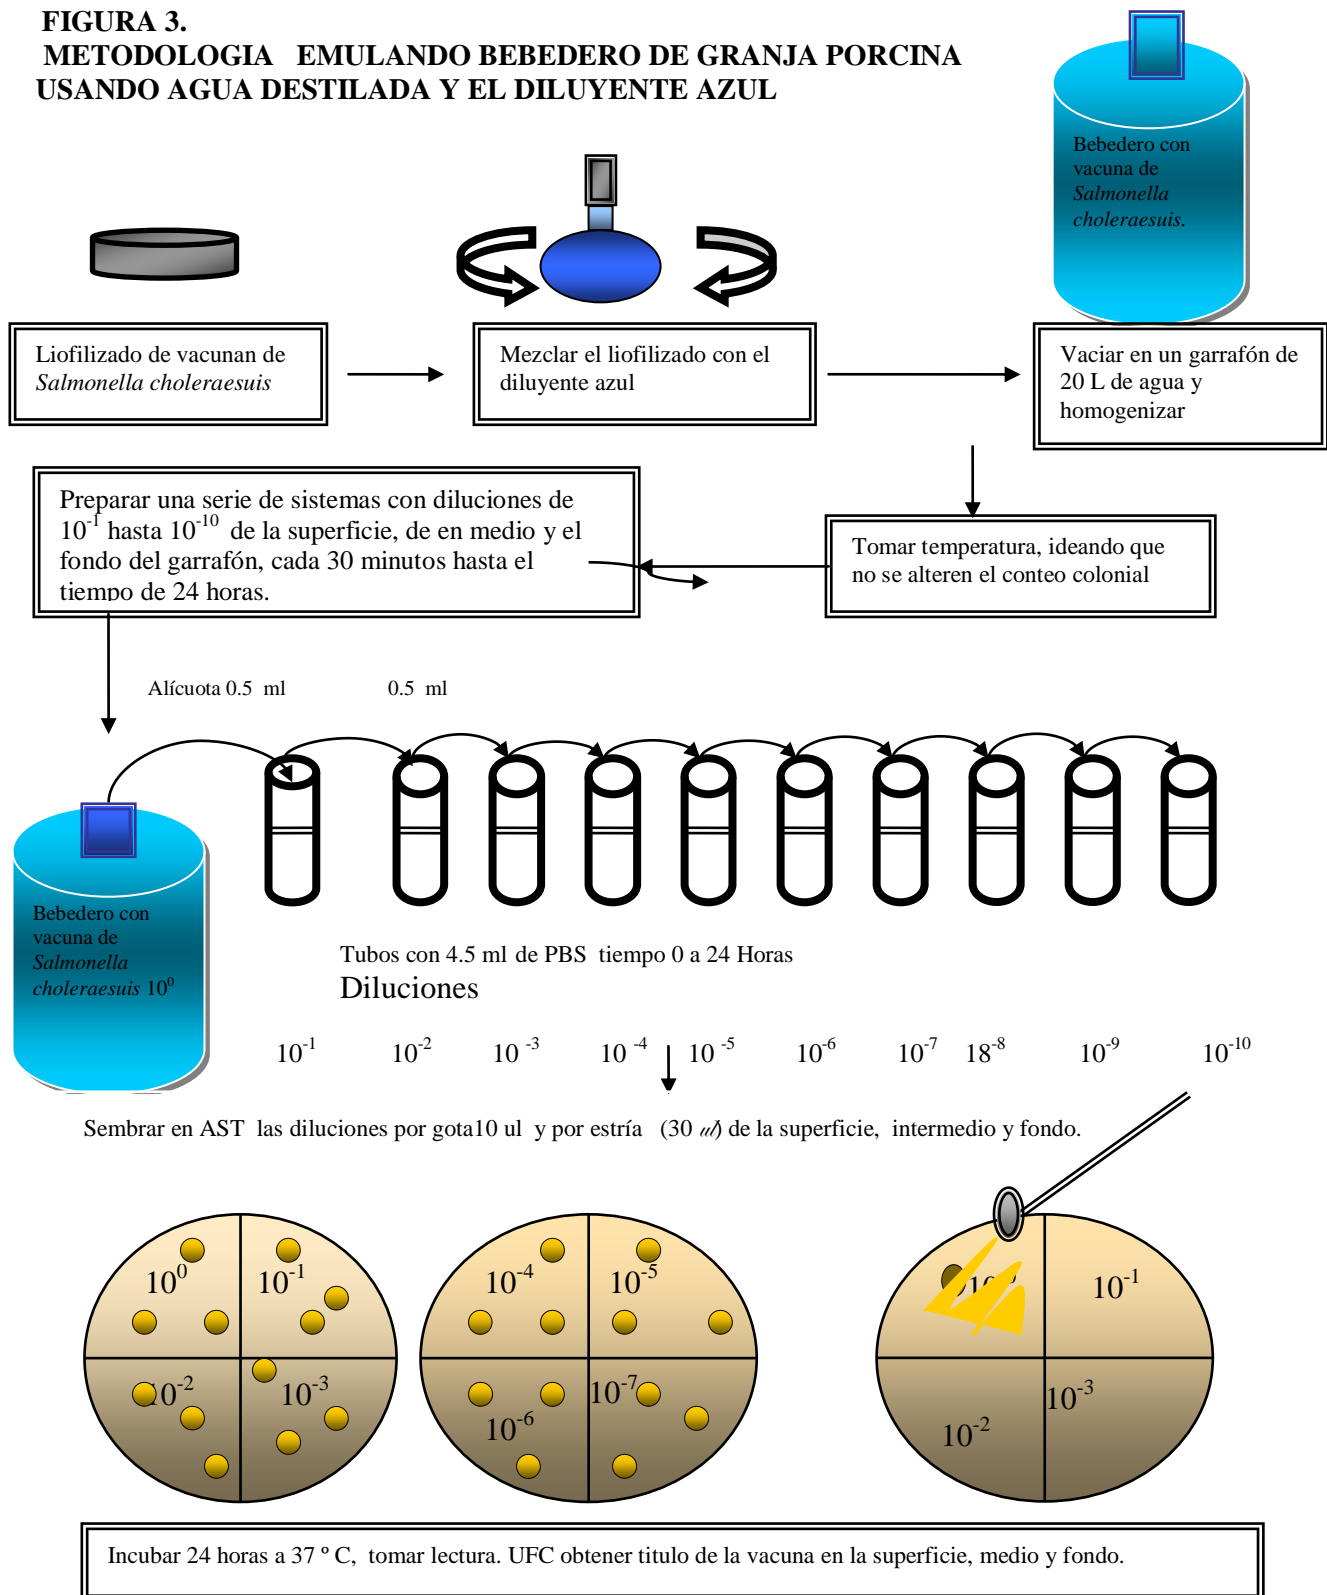 FIGURA 3.
METODOLOGIA EMULANDO BEBEDERO DE GRANJA PORCINA
USANDO AGUA DESTILADA Y EL DILUYENTE AZUL
Bebedero con
vacuna de
Salmonella
choleraesuis.
Liofilizado de vacunan de
Salmonella choleraesuis
Mezclar el liofilizado con el
diluyente azul
Vaciar en un garrafón de
20 L de agua y
homogenizar
Preparar una serie de sistemas con diluciones de
10⁻¹ hasta 10⁻¹⁰ de la superficie, de en medio y el
fondo del garrafón, cada 30 minutos hasta el
tiempo de 24 horas.
Tomar temperatura, ideando que
no se alteren el conteo colonial
Alícuota 0.5 ml 0.5 ml
Bebedero con
vacuna de
Salmonella
choleraesuis 10⁰
Tubos con 4.5 ml de PBS tiempo 0 a 24 Horas
Diluciones
10⁻¹ 10⁻² 10 ⁻³ 10 ⁻⁴ 10 ⁻⁵ 10⁻⁶ 10⁻⁷ 18⁻⁸ 10⁻⁹ 10⁻¹⁰
Sembrar en AST las diluciones por gota10 ul y por estría (30 ul) de la superficie, intermedio y fondo.
10⁰ 10⁻¹
10⁻² 10⁻³
10⁻⁴ 10⁻⁵
10⁻⁶ 10⁻⁷
10⁻¹
10⁻² 10⁻³
Incubar 24 horas a 37 º C, tomar lectura. UFC obtener titulo de la vacuna en la superficie, medio y fondo.